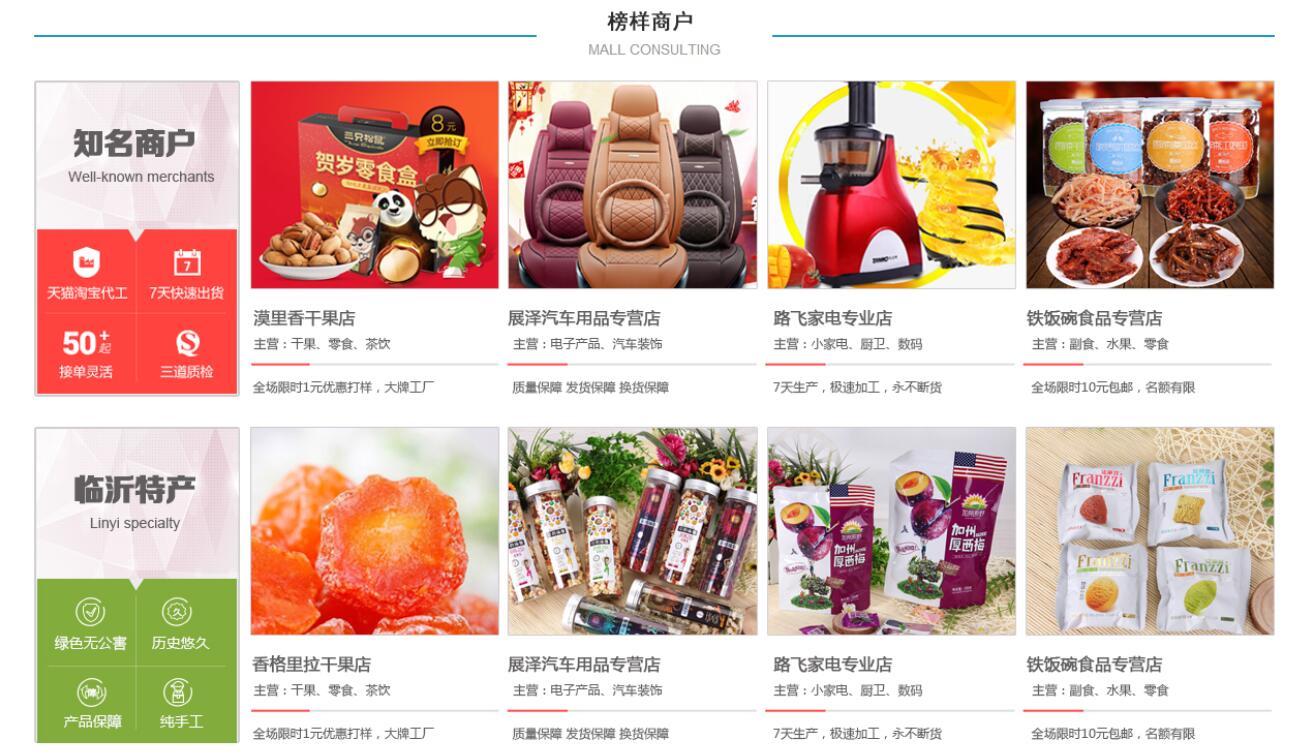 榜样商户
MALL CONSULTING
知名商户
Well-known merchants
天猫淘宝代工
7
7天快速出货
50+起
接单灵活
三道质检
三只松鼠
贺岁零食盒
8元
立即抢订
漠里香干果店
主营：干果、零食、茶饮
全场限时1元优惠打样，大牌工厂
展泽汽车用品专营店
主营：电子产品、汽车装饰
质量保障 发货保障 换货保障
路飞家电专业店
主营：小家电、厨卫、数码
7天生产，极速加工，永不断货
铁饭碗食品专营店
主营：副食、水果、零食
全场限时10元包邮，名额有限
临沂特产
Linyi specialty
绿色无公害
历史悠久
产品保障
纯手工
香格里拉干果店
主营：干果、零食、茶饮
全场限时1元优惠打样，大牌工厂
展泽汽车用品专营店
主营：电子产品、汽车装饰
质量保障 发货保障 换货保障
加州
厚西梅
加州
厚西梅
路飞家电专业店
主营：小家电、厨卫、数码
7天生产，极速加工，永不断货
Franzzi
Franzzi
Franzzi
Franzzi
铁饭碗食品专营店
主营：副食、水果、零食
全场限时10元包邮，名额有限